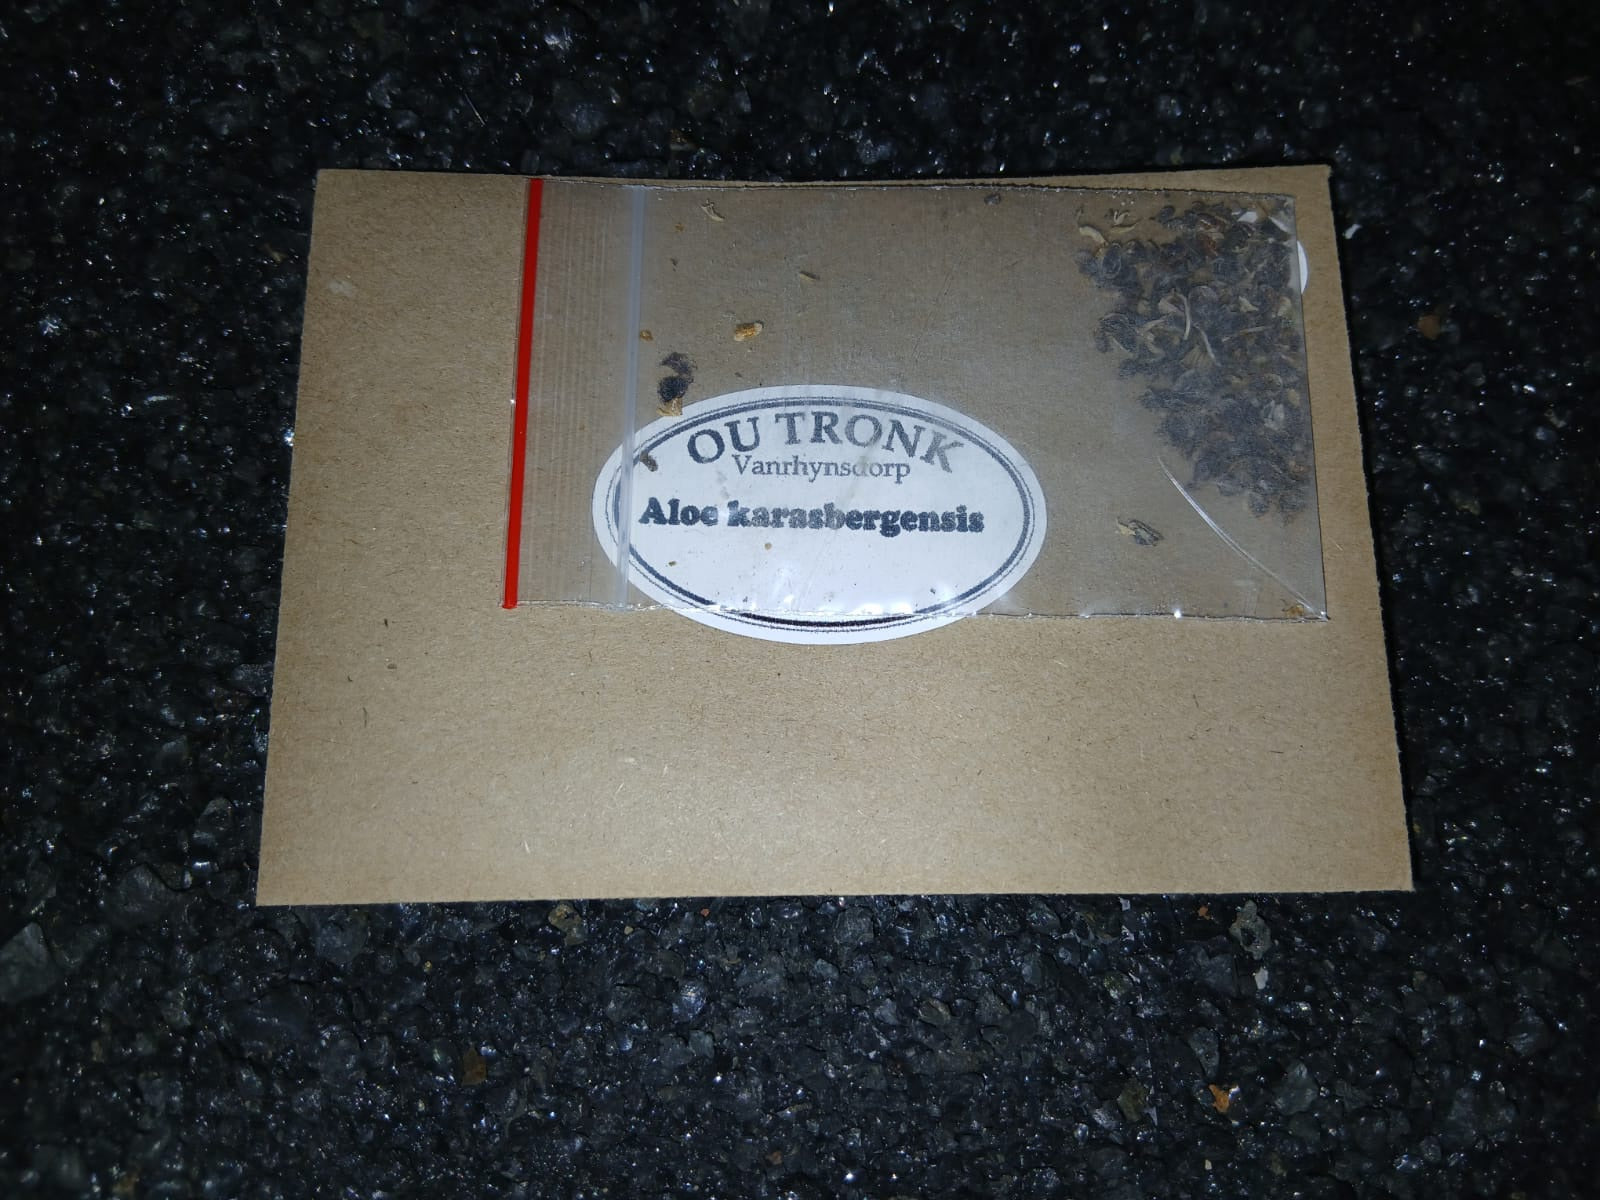 OU TRONK
Vanrhynsdorp
Aloe karasbergensis